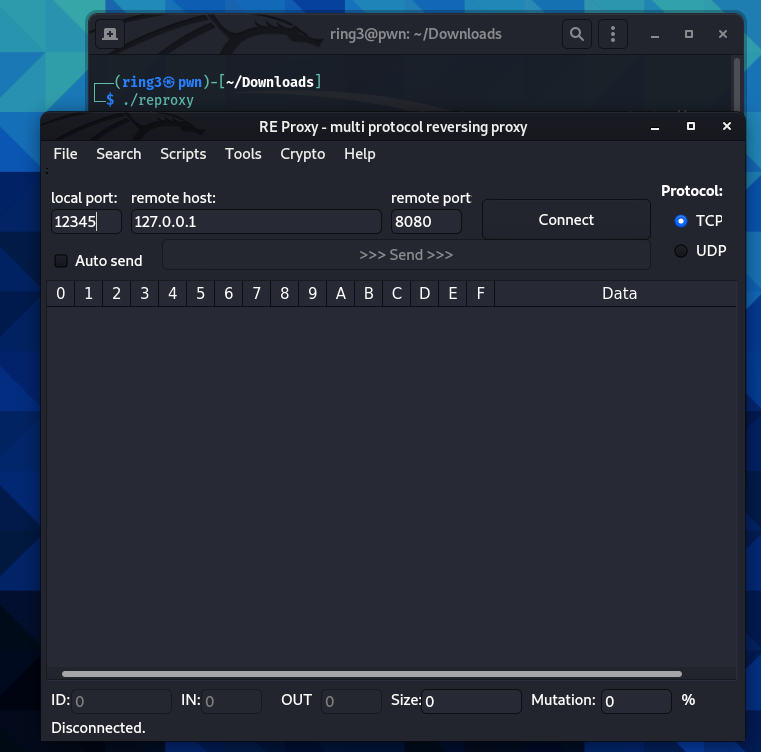 ring3@pwn: ~/Downloads
┌──(ring3㉿pwn)-[~/Downloads]
└─$ ./reproxy
RE Proxy - multi protocol reversing proxy
File Search Scripts Tools Crypto Help
local port: remote host: remote port Protocol:
12345 127.0.0.1 8080 Connect TCP
Auto send >>> Send >>> UDP
0 1 2 3 4 5 6 7 8 9 A B C D E F Data
ID: 0 IN: 0 OUT 0 Size: 0 Mutation: 0 %
Disconnected.